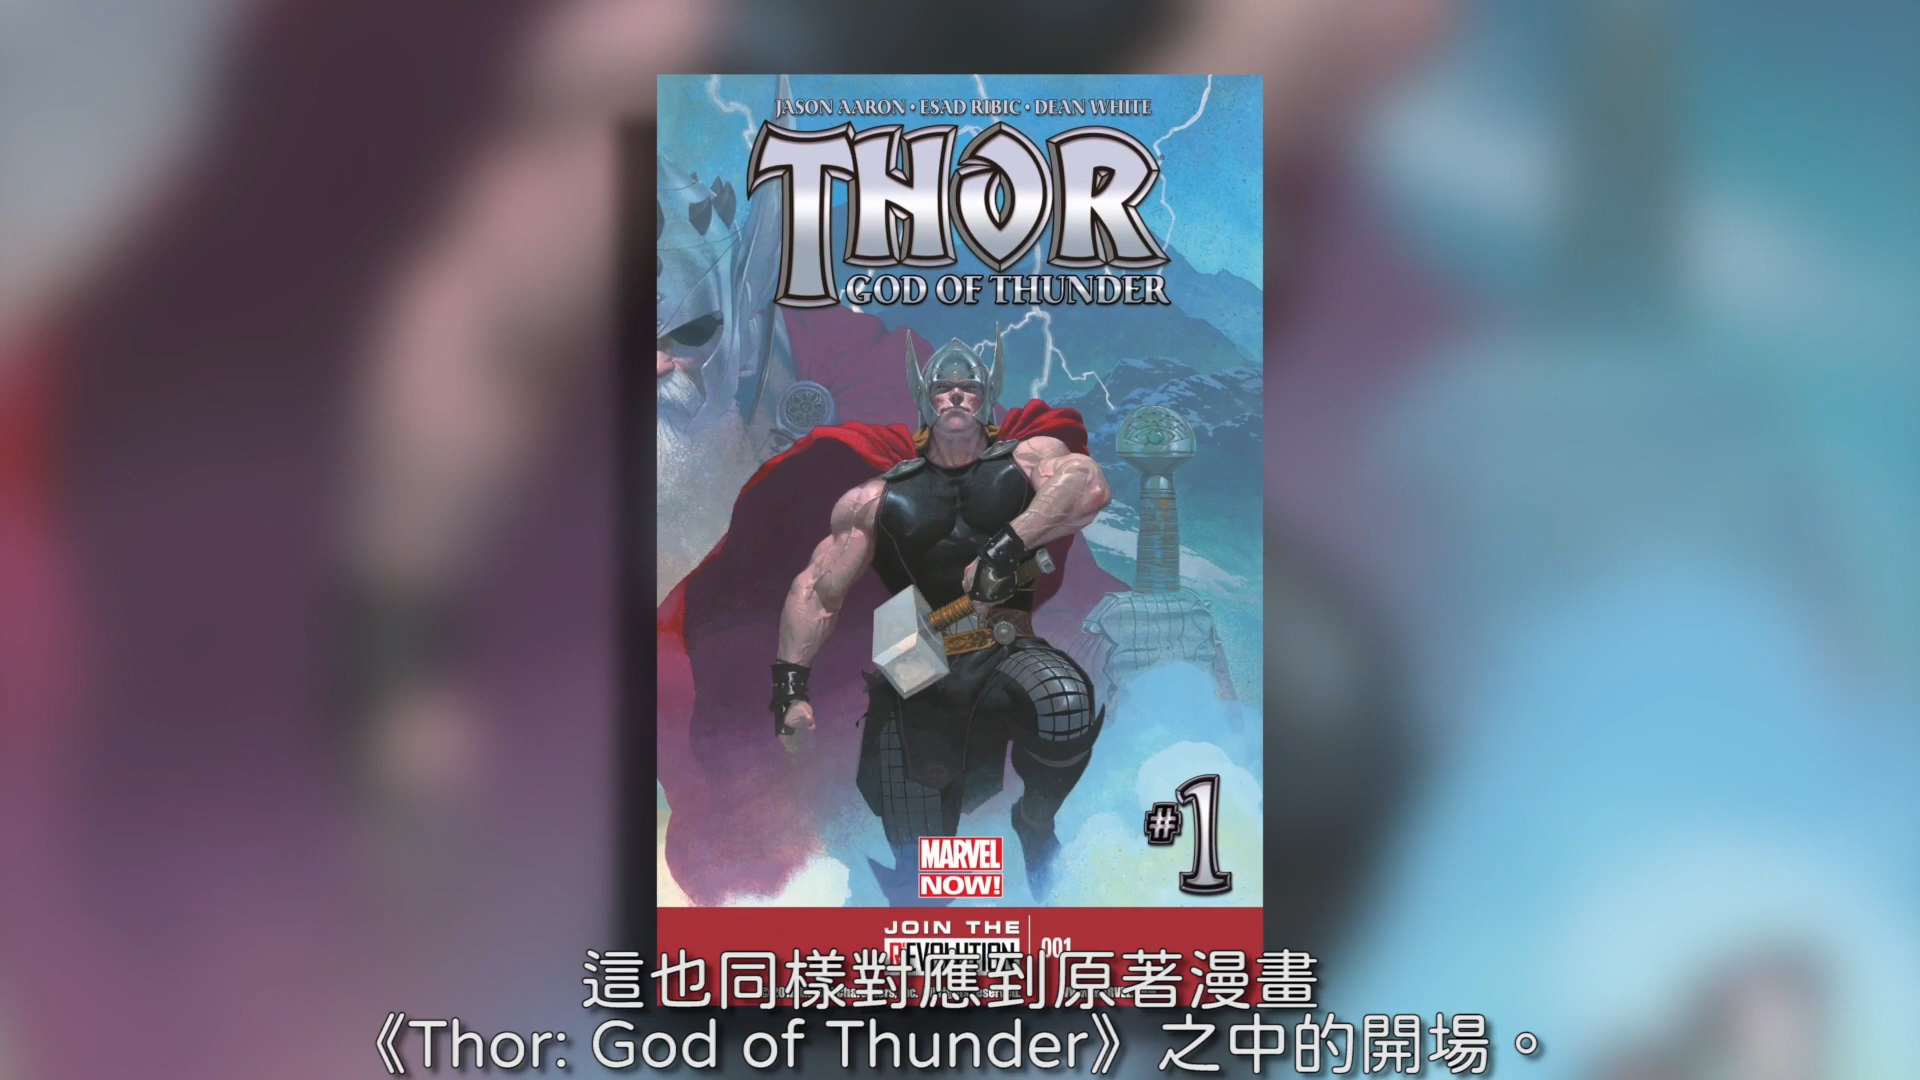 JASON AARON • ESAD RIBIC • DEAN WHITE
THOR
GOD OF THUNDER
#1
MARVEL
NOW!
JOIN THE
REVOLUTION
001
這也同樣對應到原著漫畫
《Thor: God of Thunder》之中的開場。